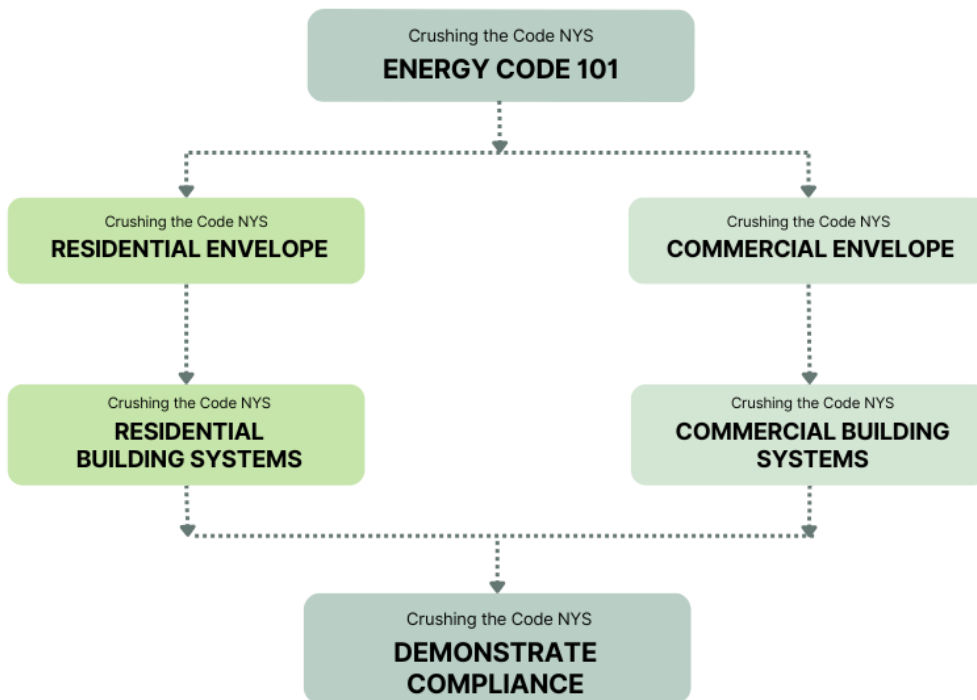 Crushing the Code NYS
ENERGY CODE 101
Crushing the Code NYS
RESIDENTIAL ENVELOPE
Crushing the Code NYS
COMMERCIAL ENVELOPE
Crushing the Code NYS
RESIDENTIAL
BUILDING SYSTEMS
Crushing the Code NYS
COMMERCIAL BUILDING
SYSTEMS
Crushing the Code NYS
DEMONSTRATE
COMPLIANCE